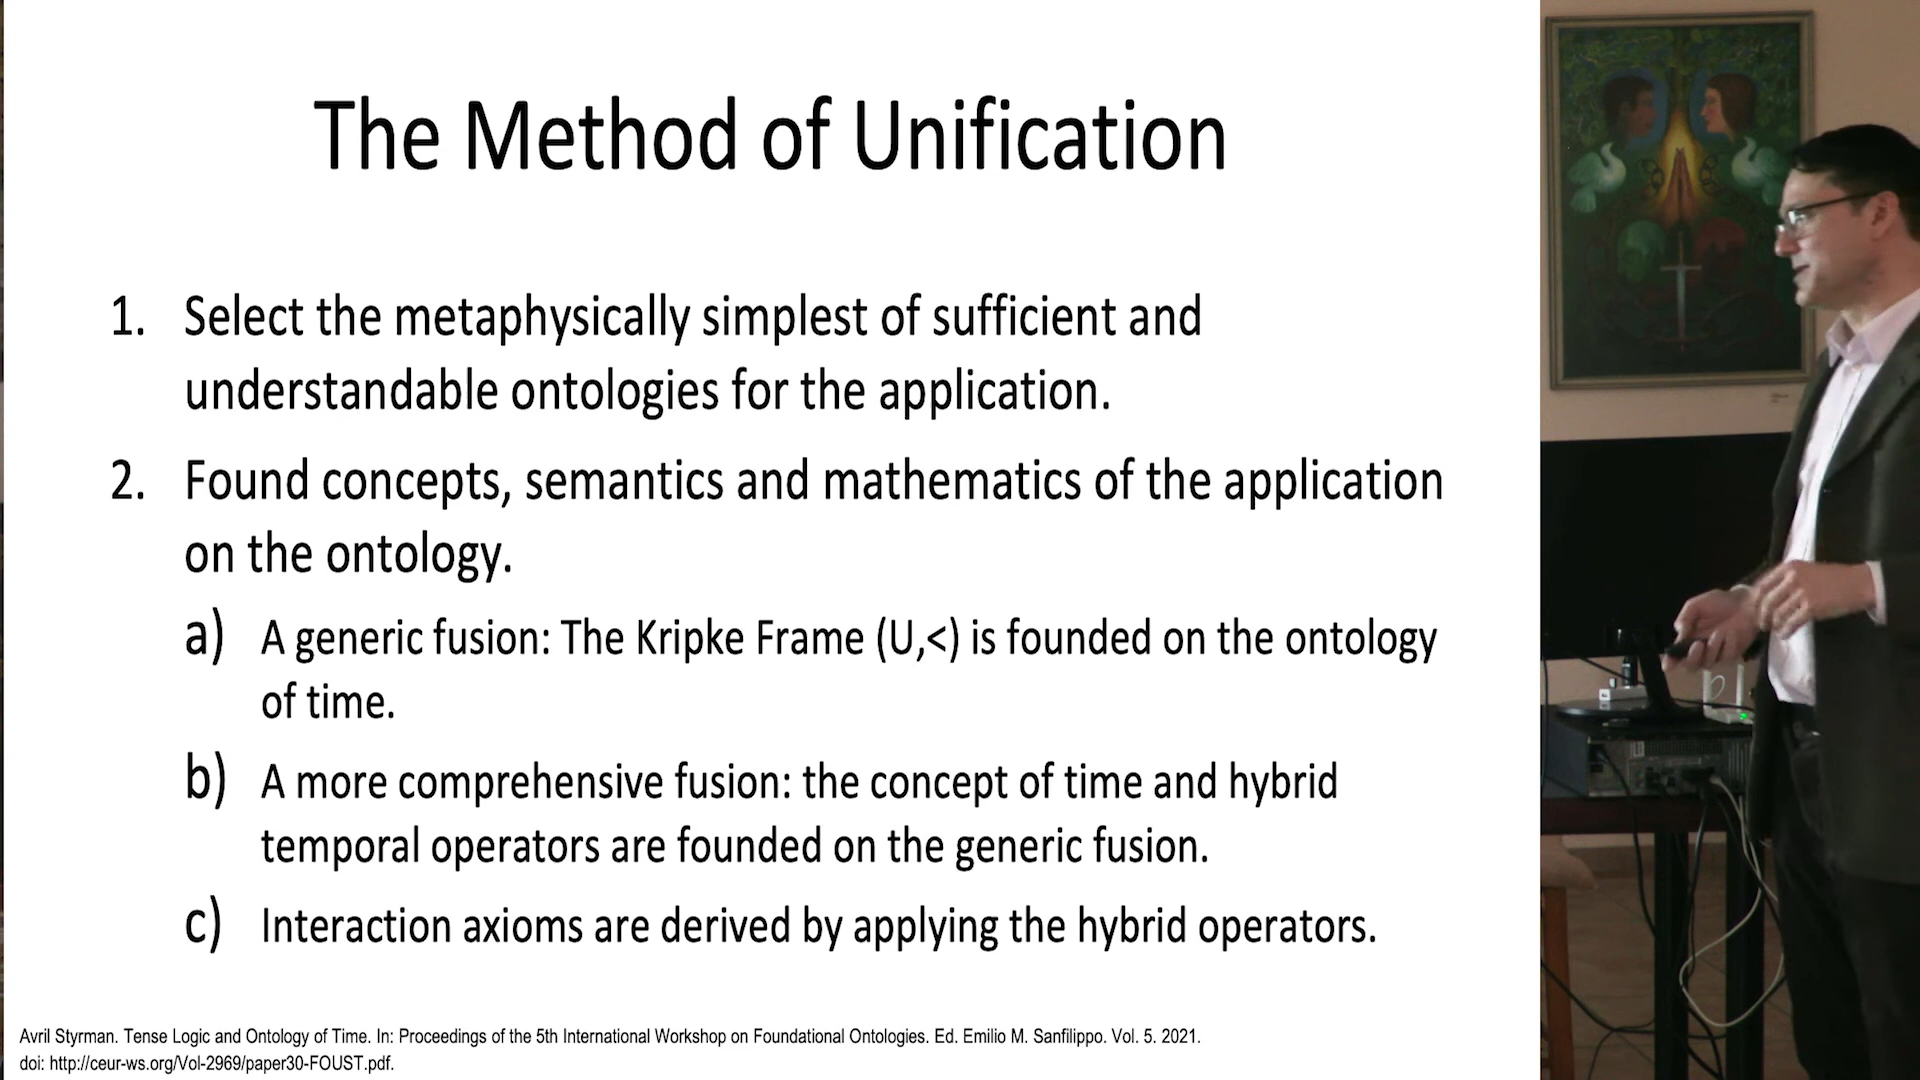 The Method of Unification
1. Select the metaphysically simplest of sufficient and
understandable ontologies for the application.
2. Found concepts, semantics and mathematics of the application
on the ontology.
a) A generic fusion: The Kripke Frame (U,<) is founded on the ontology
of time.
b) A more comprehensive fusion: the concept of time and hybrid
temporal operators are founded on the generic fusion.
c) Interaction axioms are derived by applying the hybrid operators.
Avril Styrman. Tense Logic and Ontology of Time. In: Proceedings of the 5th International Workshop on Foundational Ontologies. Ed. Emilio M. Sanfilippo. Vol. 5. 2021.
doi: http://ceur-ws.org/Vol-2969/paper30-FOUST.pdf.